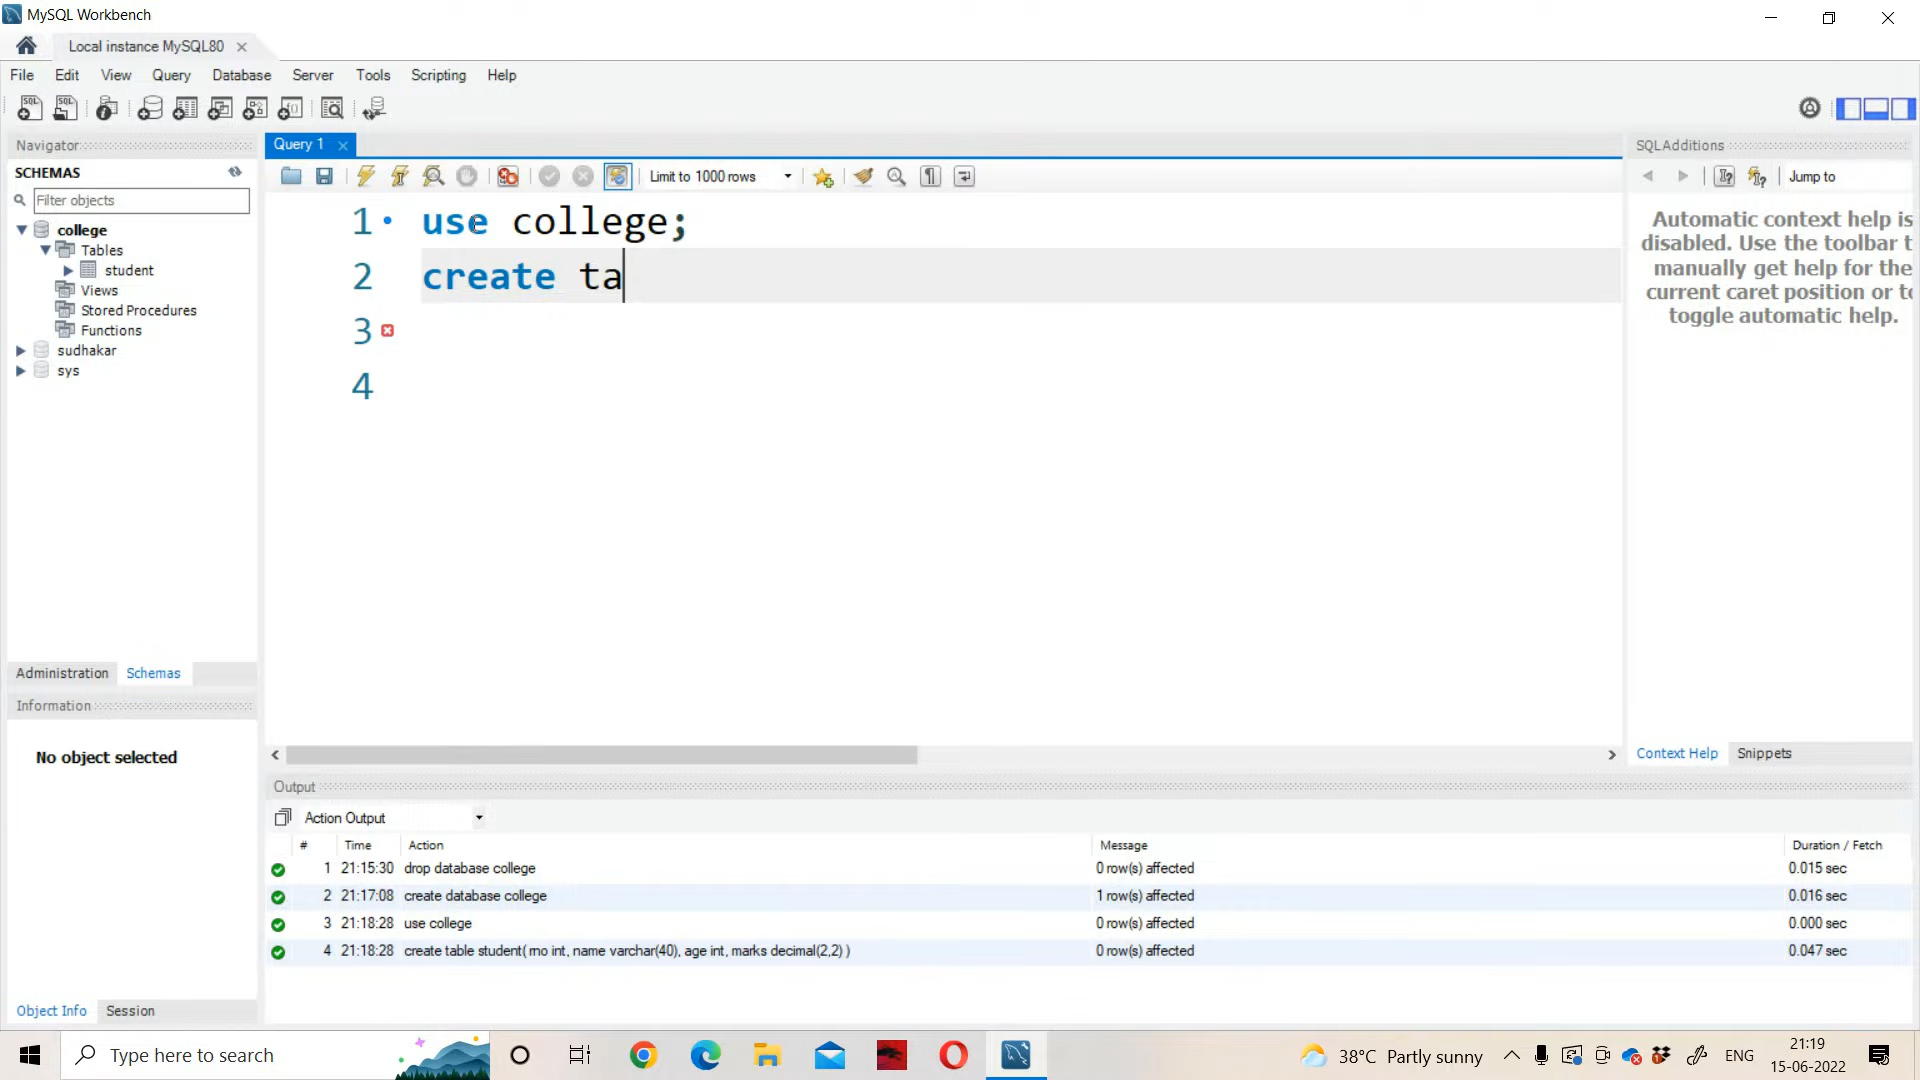 MySQL Workbench
Local instance MySQL80
File Edit View Query Database Server Tools Scripting Help
Navigator
SCHEMAS
Filter objects
college
Tables
student
Views
Stored Procedures
Functions
sudhakar
sys
Administration Schemas
Information
No object selected
Object Info Session
Query 1
Limit to 1000 rows
1 use college;
2 create ta
3
4
SQLAdditions
Jump to
Automatic context help is
disabled. Use the toolbar t
manually get help for the
current caret position or to
toggle automatic help.
Context Help Snippets
Output
Action Output
# Time Action Message Duration / Fetch
1 21:15:30 drop database college 0 row(s) affected 0.015 sec
2 21:17:08 create database college 1 row(s) affected 0.016 sec
3 21:18:28 use college 0 row(s) affected 0.000 sec
4 21:18:28 create table student( rno int, name varchar(40), age int, marks decimal(2,2) ) 0 row(s) affected 0.047 sec
Type here to search
38°C Partly sunny
ENG
21:19
15-06-2022